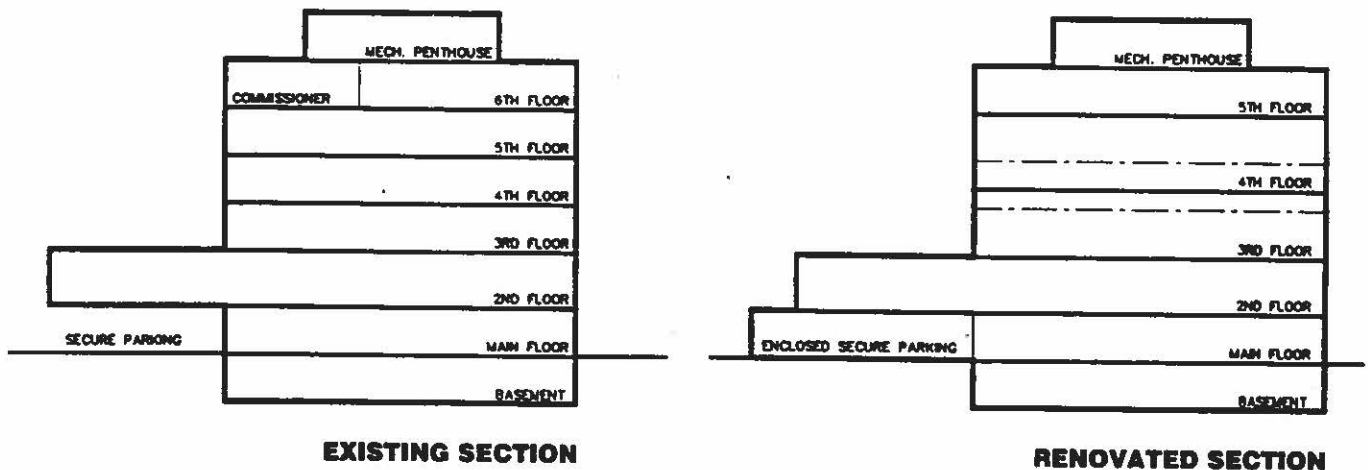 MECH. PENTHOUSE
COMMISSIONER
6TH FLOOR
5TH FLOOR
4TH FLOOR
3RD FLOOR
2ND FLOOR
SECURE PARKING
MAIN FLOOR
BASEMENT
EXISTING SECTION
MECH. PENTHOUSE
5TH FLOOR
4TH FLOOR
3RD FLOOR
2ND FLOOR
ENCLOSED SECURE PARKING
MAIN FLOOR
BASEMENT
RENOVATED SECTION